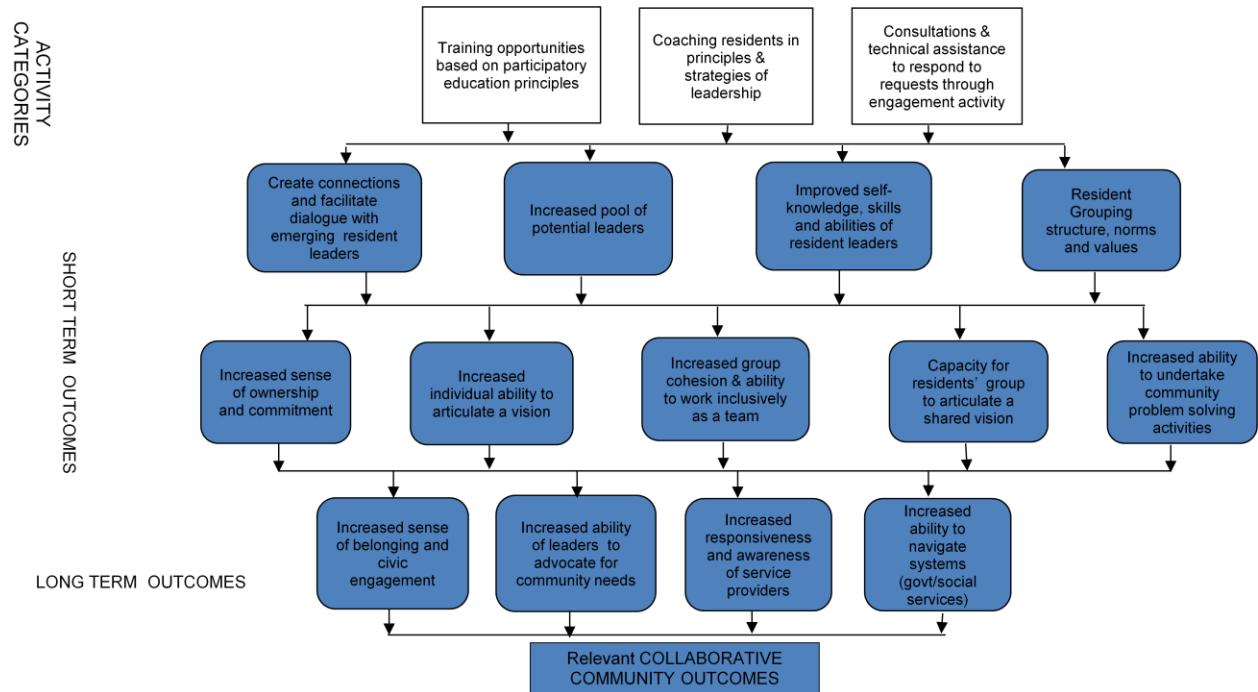 ACTIVITY
CATEGORIES
Training opportunities
based on participatory
education principles
Coaching residents in
principles &
strategies of
leadership
Consultations &
technical assistance
to respond to
requests through
engagement activity
SHORT TERM OUTCOMES
Create connections
and facilitate
dialogue with
emerging resident
leaders
Increased pool of
potential leaders
Improved self-
knowledge, skills
and abilities of
resident leaders
Resident
Grouping
structure, norms
and values
Increased sense
of ownership
and commitment
Increased
individual ability to
articulate a vision
Increased group
cohesion & ability
to work inclusively
as a team
Capacity for
residents’ group
to articulate a
shared vision
Increased ability
to undertake
community
problem solving
activities
LONG TERM OUTCOMES
Increased sense
of belonging and
civic
engagement
Increased ability
of leaders to
advocate for
community needs
Increased
responsiveness
and awareness
of service
providers
Increased
ability to
navigate
systems
(govt/social
services)
Relevant COLLABORATIVE
COMMUNITY OUTCOMES